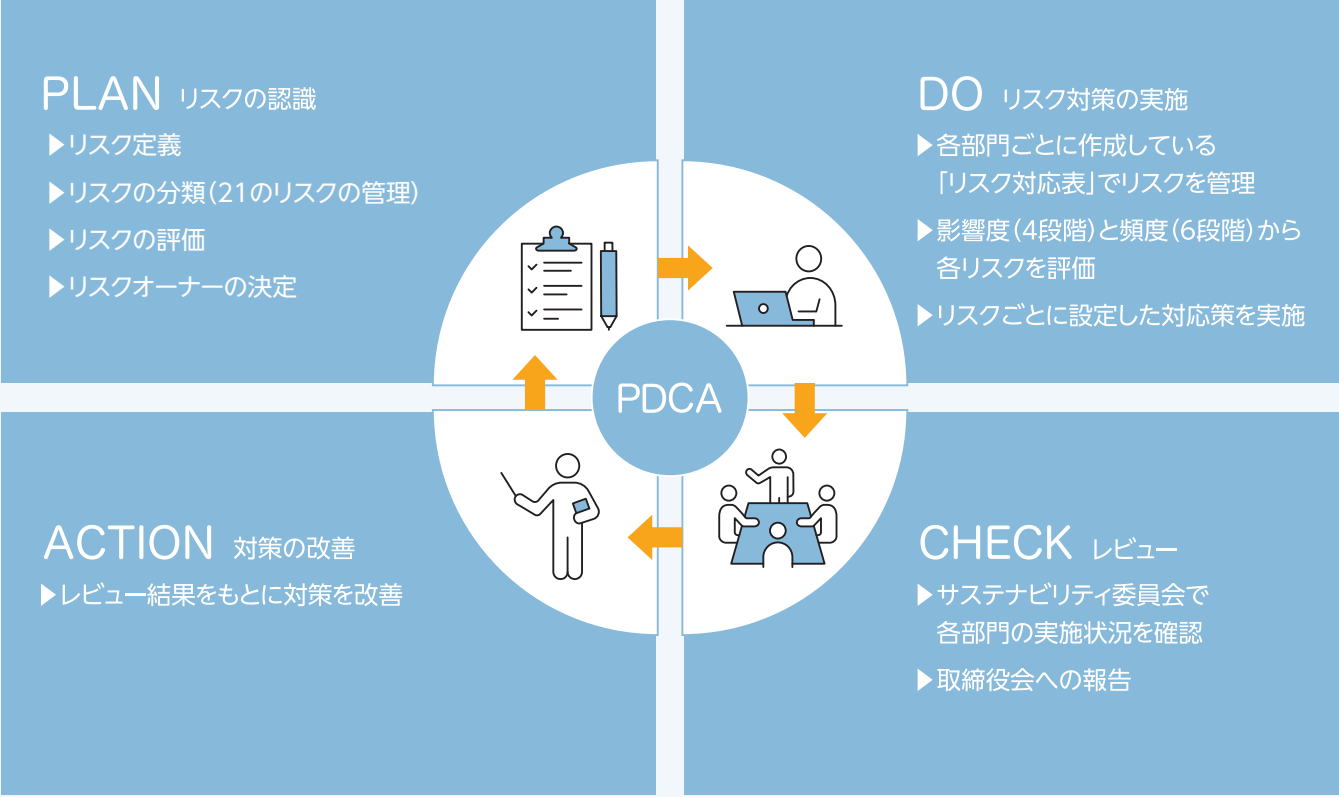 PLAN リスクの認識
▶リスク定義
▶リスクの分類（21のリスクの管理）
▶リスクの評価
▶リスクオーナーの決定
DO リスク対策の実施
▶各部門ごとに作成している
「リスク対応表」でリスクを管理
▶影響度（4段階）と頻度（6段階）から
各リスクを評価
▶リスクごとに設定した対応策を実施
PDCA
ACTION 対策の改善
▶レビュー結果をもとに対策を改善
CHECK レビュー
▶サステナビリティ委員会で
各部門の実施状況を確認
▶取締役会への報告